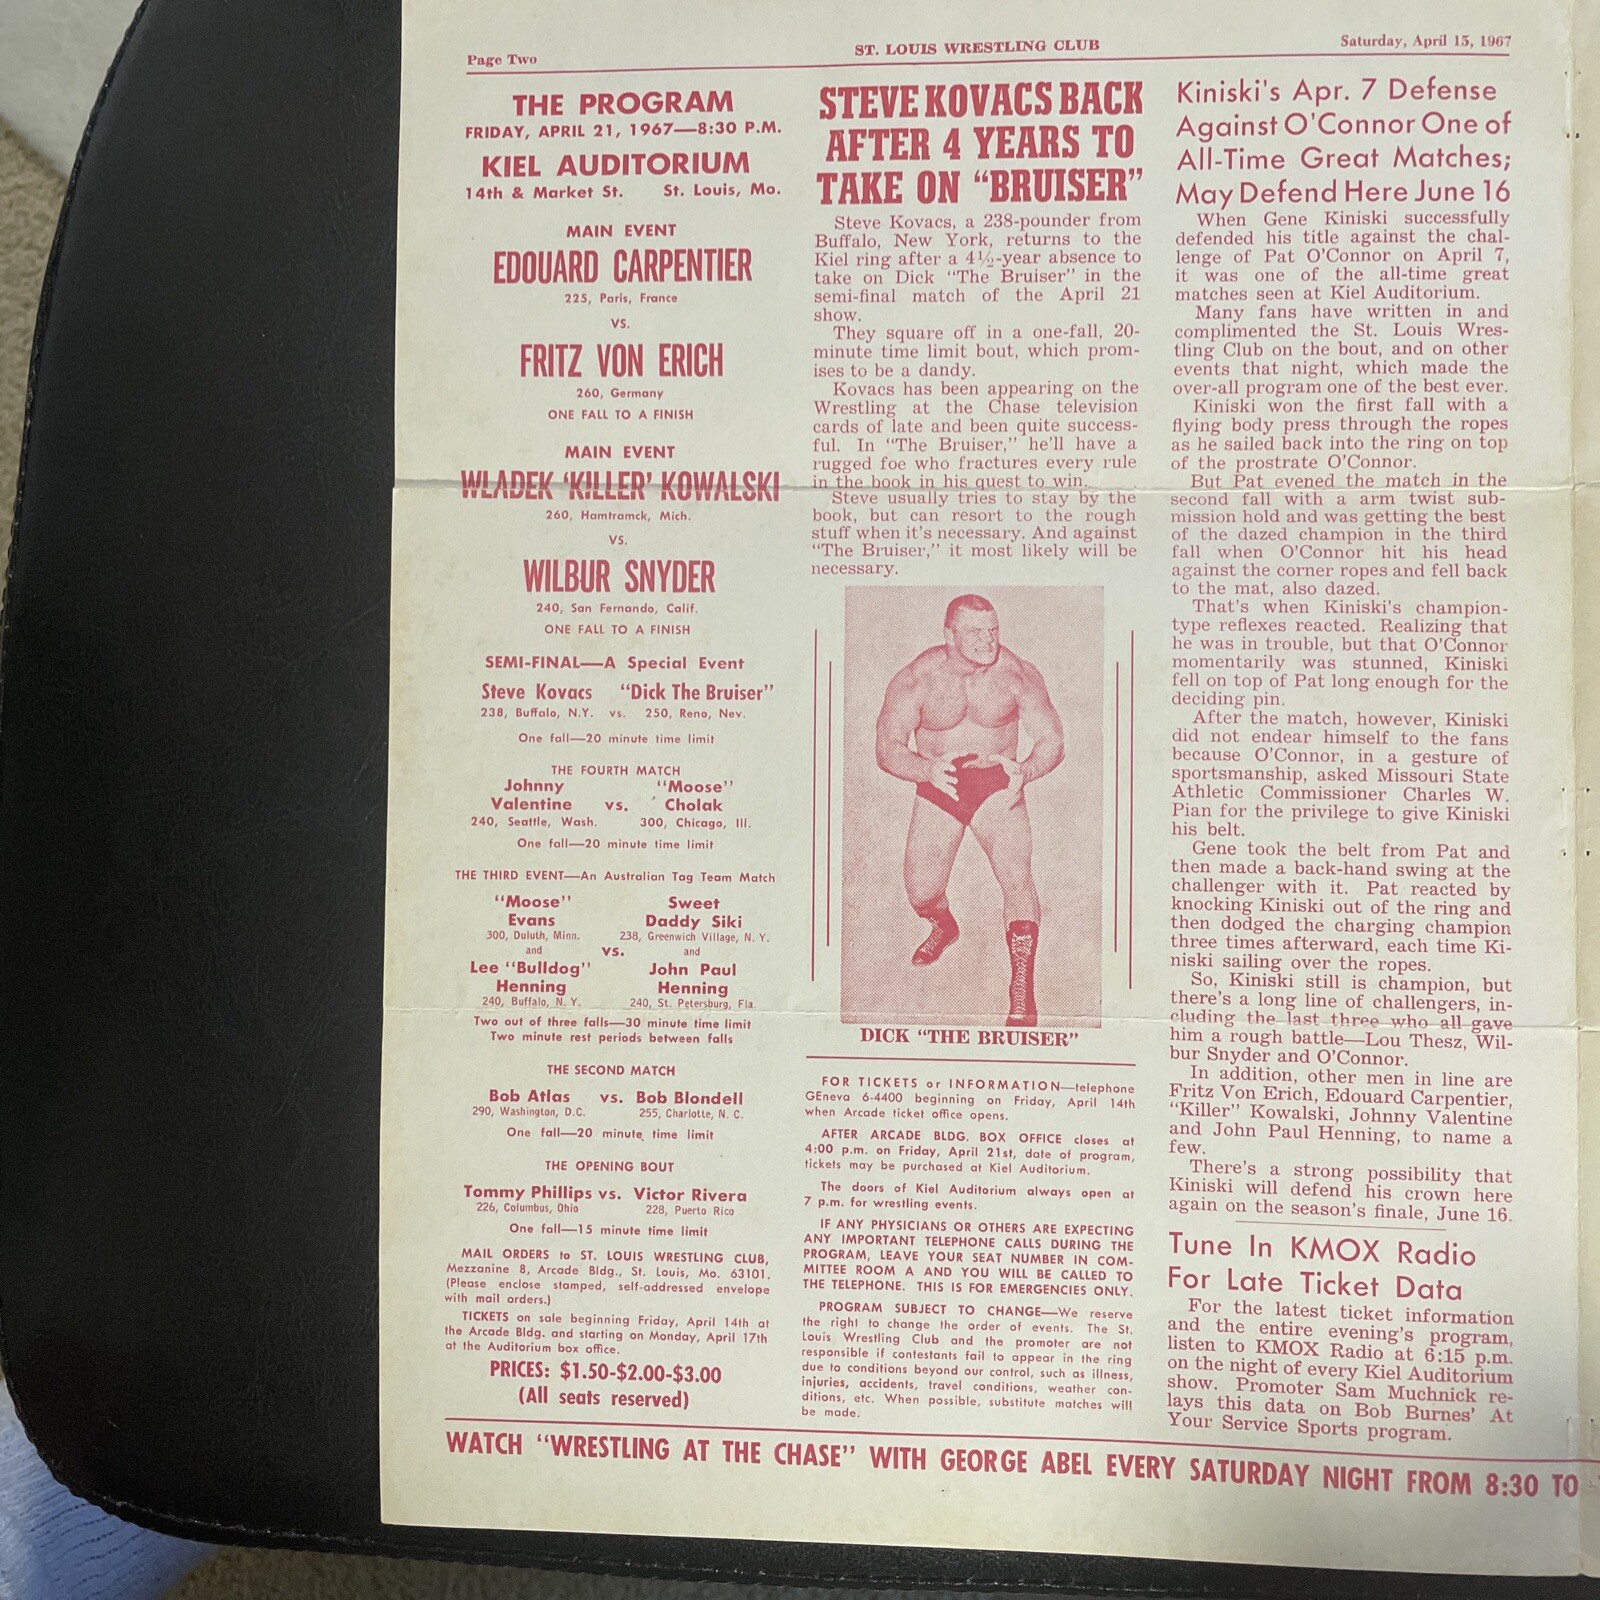 Page Two
ST. LOUIS WRESTLING CLUB
Saturday, April 15, 1967
THE PROGRAM
FRIDAY, APRIL 21, 1967—8:30 P.M.
KIEL AUDITORIUM
14th & Market St. St. Louis, Mo.
MAIN EVENT
EDOUARD CARPENTIER
225, Paris, France
VS.
FRITZ VON ERICH
260, Germany
ONE FALL TO A FINISH
MAIN EVENT
WLADEK 'KILLER' KOWALSKI
260, Hamtramck, Mich.
VS.
WILBUR SNYDER
240, San Fernando, Calif.
ONE FALL TO A FINISH
SEMI-FINAL—A Special Event
Steve Kovacs "Dick The Bruiser"
238, Buffalo, N.Y. vs. 250, Reno, Nev.
One fall—20 minute time limit
THE FOURTH MATCH
Johnny "Moose"
Valentine vs. Cholak
240, Seattle, Wash. 300, Chicago, Ill.
One fall—20 minute time limit
THE THIRD EVENT—An Australian Tag Team Match
"Moose" Sweet
Evans Daddy Siki
300, Duluth, Minn. 238, Greenwich Village, N. Y.
and vs. and
Lee "Bulldog" John Paul
Henning Henning
240, Buffalo, N. Y. 240, St. Petersburg, Fla.
Two out of three falls—30 minute time limit
Two minute rest periods between falls
THE SECOND MATCH
Bob Atlas vs. Bob Blondell
290, Washington, D.C. 255, Charlotte, N. C.
One fall—20 minute time limit
THE OPENING BOUT
Tommy Phillips vs. Victor Rivera
226, Columbus, Ohio 228, Puerto Rico
One fall—15 minute time limit
MAIL ORDERS to ST. LOUIS WRESTLING CLUB,
Mezzanine 8, Arcade Bldg., St. Louis, Mo. 63101.
(Please enclose stamped, self-addressed envelope
with mail orders.)
TICKETS on sale beginning Friday, April 14th at
the Arcade Bldg. and starting on Monday, April 17th
at the Auditorium box office.
PRICES: $1.50-$2.00-$3.00
(All seats reserved)
STEVE KOVACS BACK
AFTER 4 YEARS TO
TAKE ON "BRUISER"
Steve Kovacs, a 238-pounder from
Buffalo, New York, returns to the
Kiel ring after a 4½-year absence to
take on Dick "The Bruiser" in the
semi-final match of the April 21
show.
They square off in a one-fall, 20-
minute time limit bout, which prom-
ises to be a dandy.
Kovacs has been appearing on the
Wrestling at the Chase television
cards of late and been quite success-
ful. In "The Bruiser," he'll have a
rugged foe who fractures every rule
in the book in his quest to win.
Steve usually tries to stay by the
book, but can resort to the rough
stuff when it's necessary. And against
"The Bruiser," it most likely will be
necessary.
DICK "THE BRUISER"
FOR TICKETS or INFORMATION—telephone
GEneva 6-4400 beginning on Friday, April 14th
when Arcade ticket office opens.
AFTER ARCADE BLDG. BOX OFFICE closes at
4:00 p.m. on Friday, April 21st, date of program,
tickets may be purchased at Kiel Auditorium.
The doors of Kiel Auditorium always open at
7 p.m. for wrestling events.
IF ANY PHYSICIANS OR OTHERS ARE EXPECTING
ANY IMPORTANT TELEPHONE CALLS DURING THE
PROGRAM, LEAVE YOUR SEAT NUMBER IN COM-
MITTEE ROOM A AND YOU WILL BE CALLED TO
THE TELEPHONE. THIS IS FOR EMERGENCIES ONLY.
PROGRAM SUBJECT TO CHANGE—We reserve
the right to change the order of events. The St.
Louis Wrestling Club and the promoter are not
responsible if contestants fail to appear in the ring
due to conditions beyond our control, such as illness,
injuries, accidents, travel conditions, weather con-
ditions, etc. When possible, substitute matches will
be made.
Kiniski's Apr. 7 Defense
Against O'Connor One of
All-Time Great Matches;
May Defend Here June 16
When Gene Kiniski successfully
defended his title against the chal-
lenge of Pat O'Connor on April 7,
it was one of the all-time great
matches seen at Kiel Auditorium.
Many fans have written in and
complimented the St. Louis Wres-
tling Club on the bout, and on other
events that night, which made the
over-all program one of the best ever.
Kiniski won the first fall with a
flying body press through the ropes
as he sailed back into the ring on top
of the prostrate O'Connor.
But Pat evened the match in the
second fall with a arm twist sub-
mission hold and was getting the best
of the dazed champion in the third
fall when O'Connor hit his head
against the corner ropes and fell back
to the mat, also dazed.
That's when Kiniski's champion-
type reflexes reacted. Realizing that
he was in trouble, but that O'Connor
momentarily was stunned, Kiniski
fell on top of Pat long enough for the
deciding pin.
After the match, however, Kiniski
did not endear himself to the fans
because O'Connor, in a gesture of
sportsmanship, asked Missouri State
Athletic Commissioner Charles W.
Pian for the privilege to give Kiniski
his belt.
Gene took the belt from Pat and
then made a back-hand swing at the
challenger with it. Pat reacted by
knocking Kiniski out of the ring and
then dodged the charging champion
three times afterward, each time Ki-
niski sailing over the ropes.
So, Kiniski still is champion, but
there's a long line of challengers, in-
cluding the last three who all gave
him a rough battle—Lou Thesz, Wil-
bur Snyder and O'Connor.
In addition, other men in line are
Fritz Von Erich, Edouard Carpentier,
"Killer" Kowalski, Johnny Valentine
and John Paul Henning, to name a
few.
There's a strong possibility that
Kiniski will defend his crown here
again on the season's finale, June 16.
Tune In KMOX Radio
For Late Ticket Data
For the latest ticket information
and the entire evening's program,
listen to KMOX Radio at 6:15 p.m.
on the night of every Kiel Auditorium
show. Promoter Sam Muchnick re-
lays this data on Bob Burnes' At
Your Service Sports program.
WATCH "WRESTLING AT THE CHASE" WITH GEORGE ABEL EVERY SATURDAY NIGHT FROM 8:30 TO